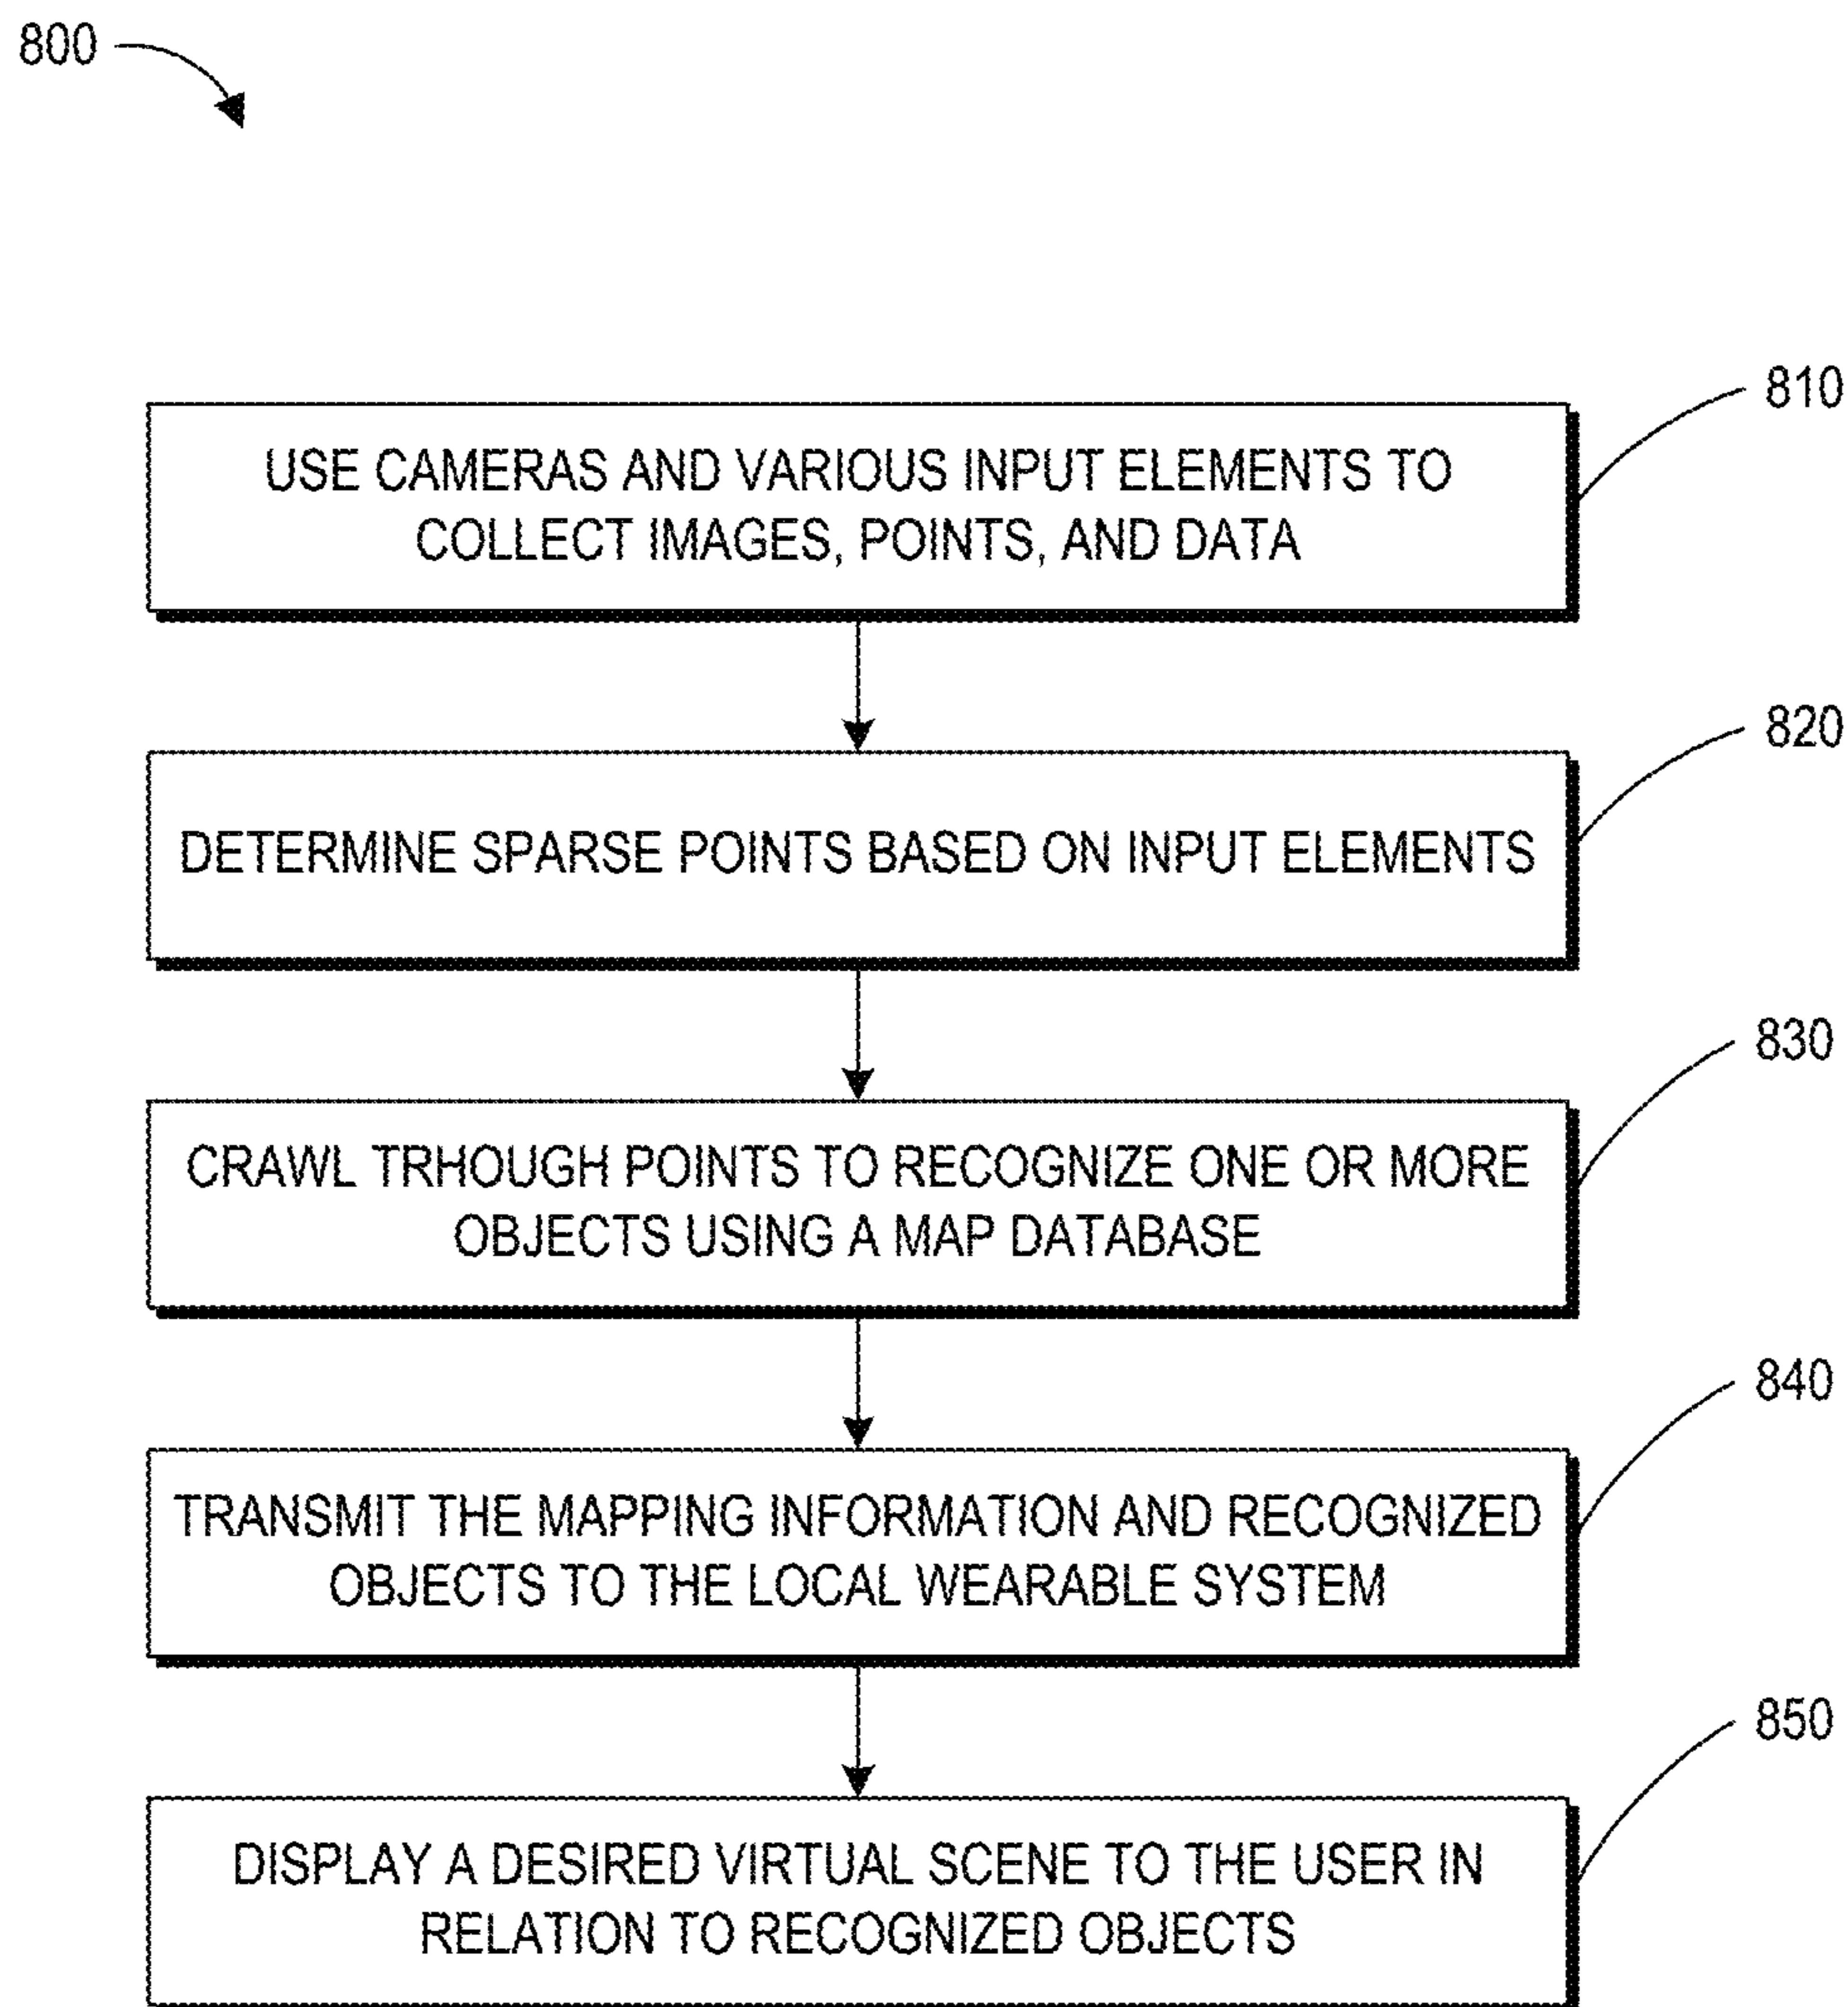 800
810
USE CAMERAS AND VARIOUS INPUT ELEMENTS TO
COLLECT IMAGES, POINTS, AND DATA
820
DETERMINE SPARSE POINTS BASED ON INPUT ELEMENTS
830
CRAWL TRHOUGH POINTS TO RECOGNIZE ONE OR MORE
OBJECTS USING A MAP DATABASE
840
TRANSMIT THE MAPPING INFORMATION AND RECOGNIZED
OBJECTS TO THE LOCAL WEARABLE SYSTEM
850
DISPLAY A DESIRED VIRTUAL SCENE TO THE USER IN
RELATION TO RECOGNIZED OBJECTS